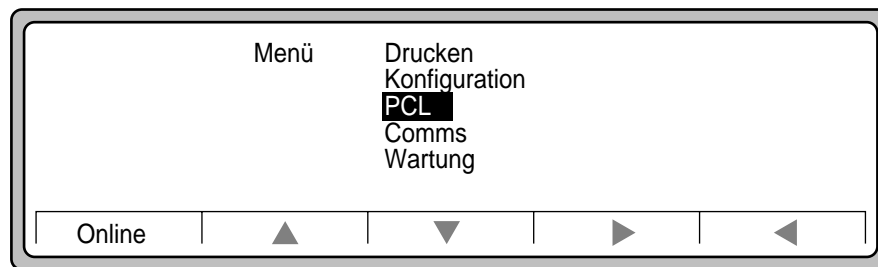 Menü Drucken
Konfiguration
PCL
Comms
Wartung
Online